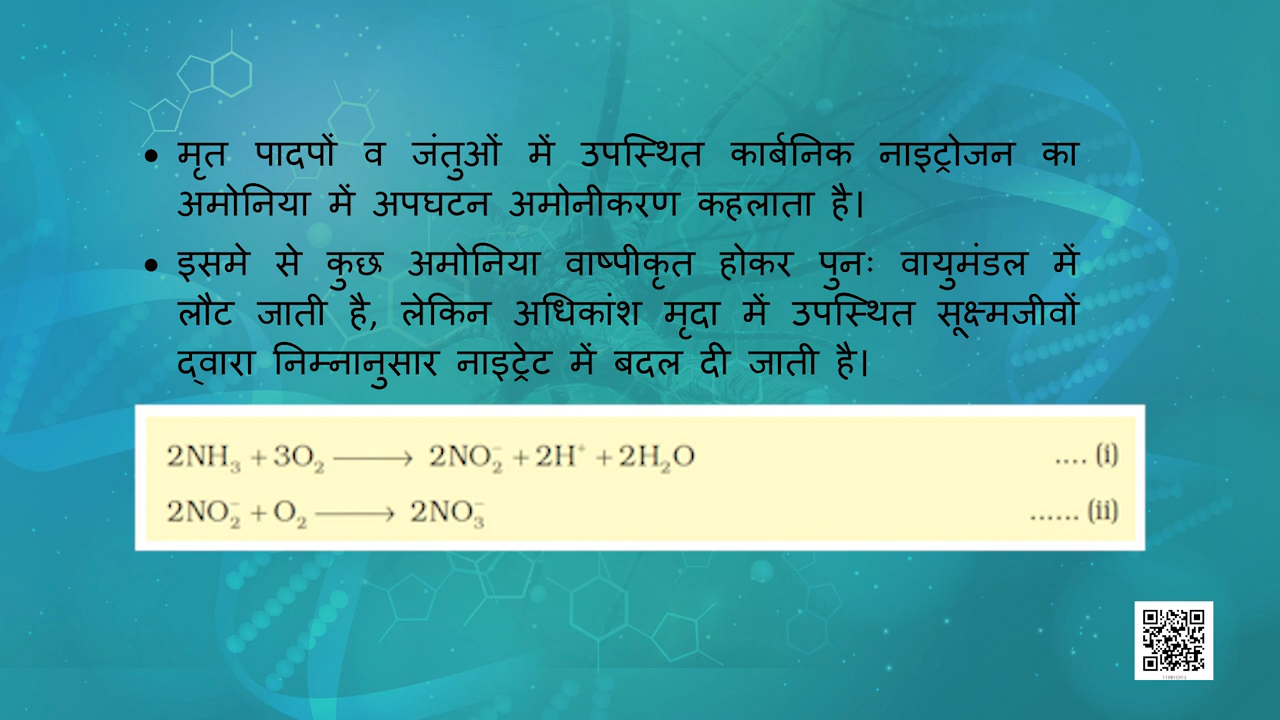 • मृत पादपों व जंतुओं में उपस्थित कार्बनिक नाइट्रोजन का
अमोनिया में अपघटन अमोनीकरण कहलाता है।
• इसमे से कुछ अमोनिया वाष्पीकृत होकर पुनः वायुमंडल में
लौट जाती है, लेकिन अधिकांश मृदा में उपस्थित सूक्ष्मजीवों
द्वारा निम्नानुसार नाइट्रेट में बदल दी जाती है।
2NH₃ + 3O₂ ⟶ 2NO₂⁻ + 2H⁺ + 2H₂O .... (i)
2NO₂⁻ + O₂ ⟶ 2NO₃⁻ ...... (ii)